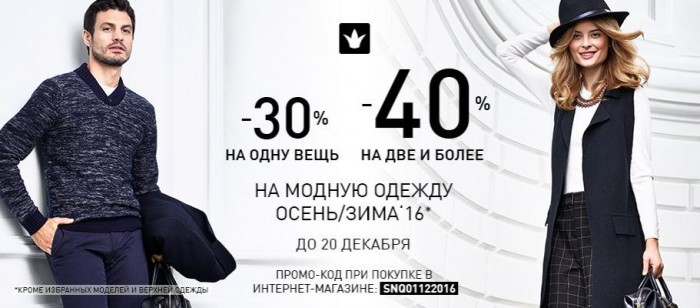 -30%
НА ОДНУ ВЕЩЬ
-40%
НА ДВЕ И БОЛЕЕ
НА МОДНУЮ ОДЕЖДУ
ОСЕНЬ/ЗИМА'16*
ДО 20 ДЕКАБРЯ
ПРОМО-КОД ПРИ ПОКУПКЕ В
ИНТЕРНЕТ-МАГАЗИНЕ: SNQ01122016
*КРОМЕ ИЗБРАННЫХ МОДЕЛЕЙ И ВЕРХНЕЙ ОДЕЖДЫ